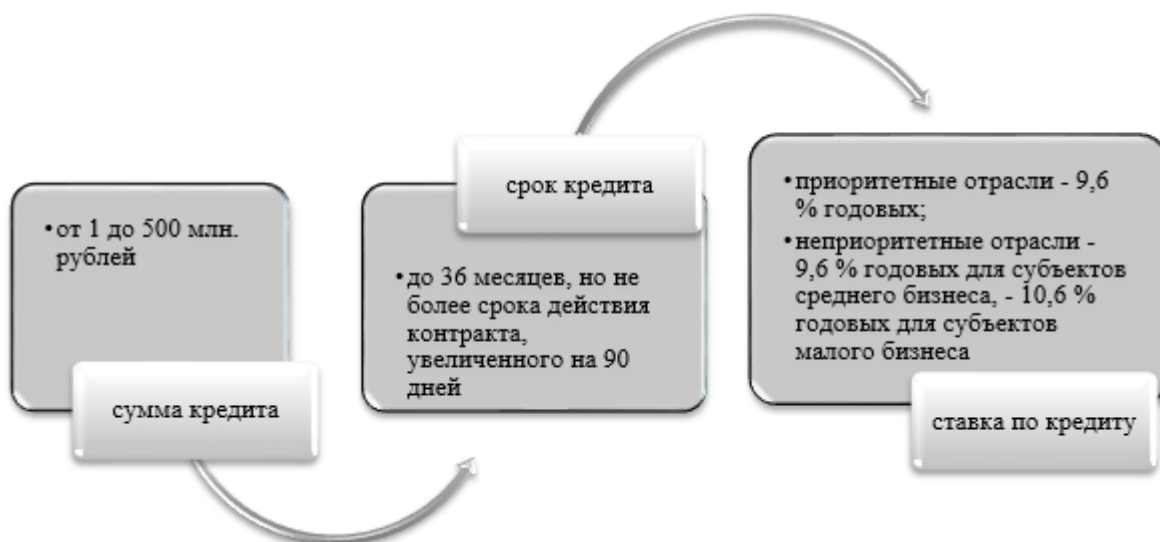 •от 1 до 500 млн.
рублей
сумма кредита
срок кредита
•до 36 месяцев, но не
более срока действия
контракта,
увеличенного на 90
дней
•приоритетные отрасли - 9,6
% годовых;
•неприоритетные отрасли -
9,6 % годовых для субъектов
среднего бизнеса, - 10,6 %
годовых для субъектов
малого бизнеса
ставка по кредиту